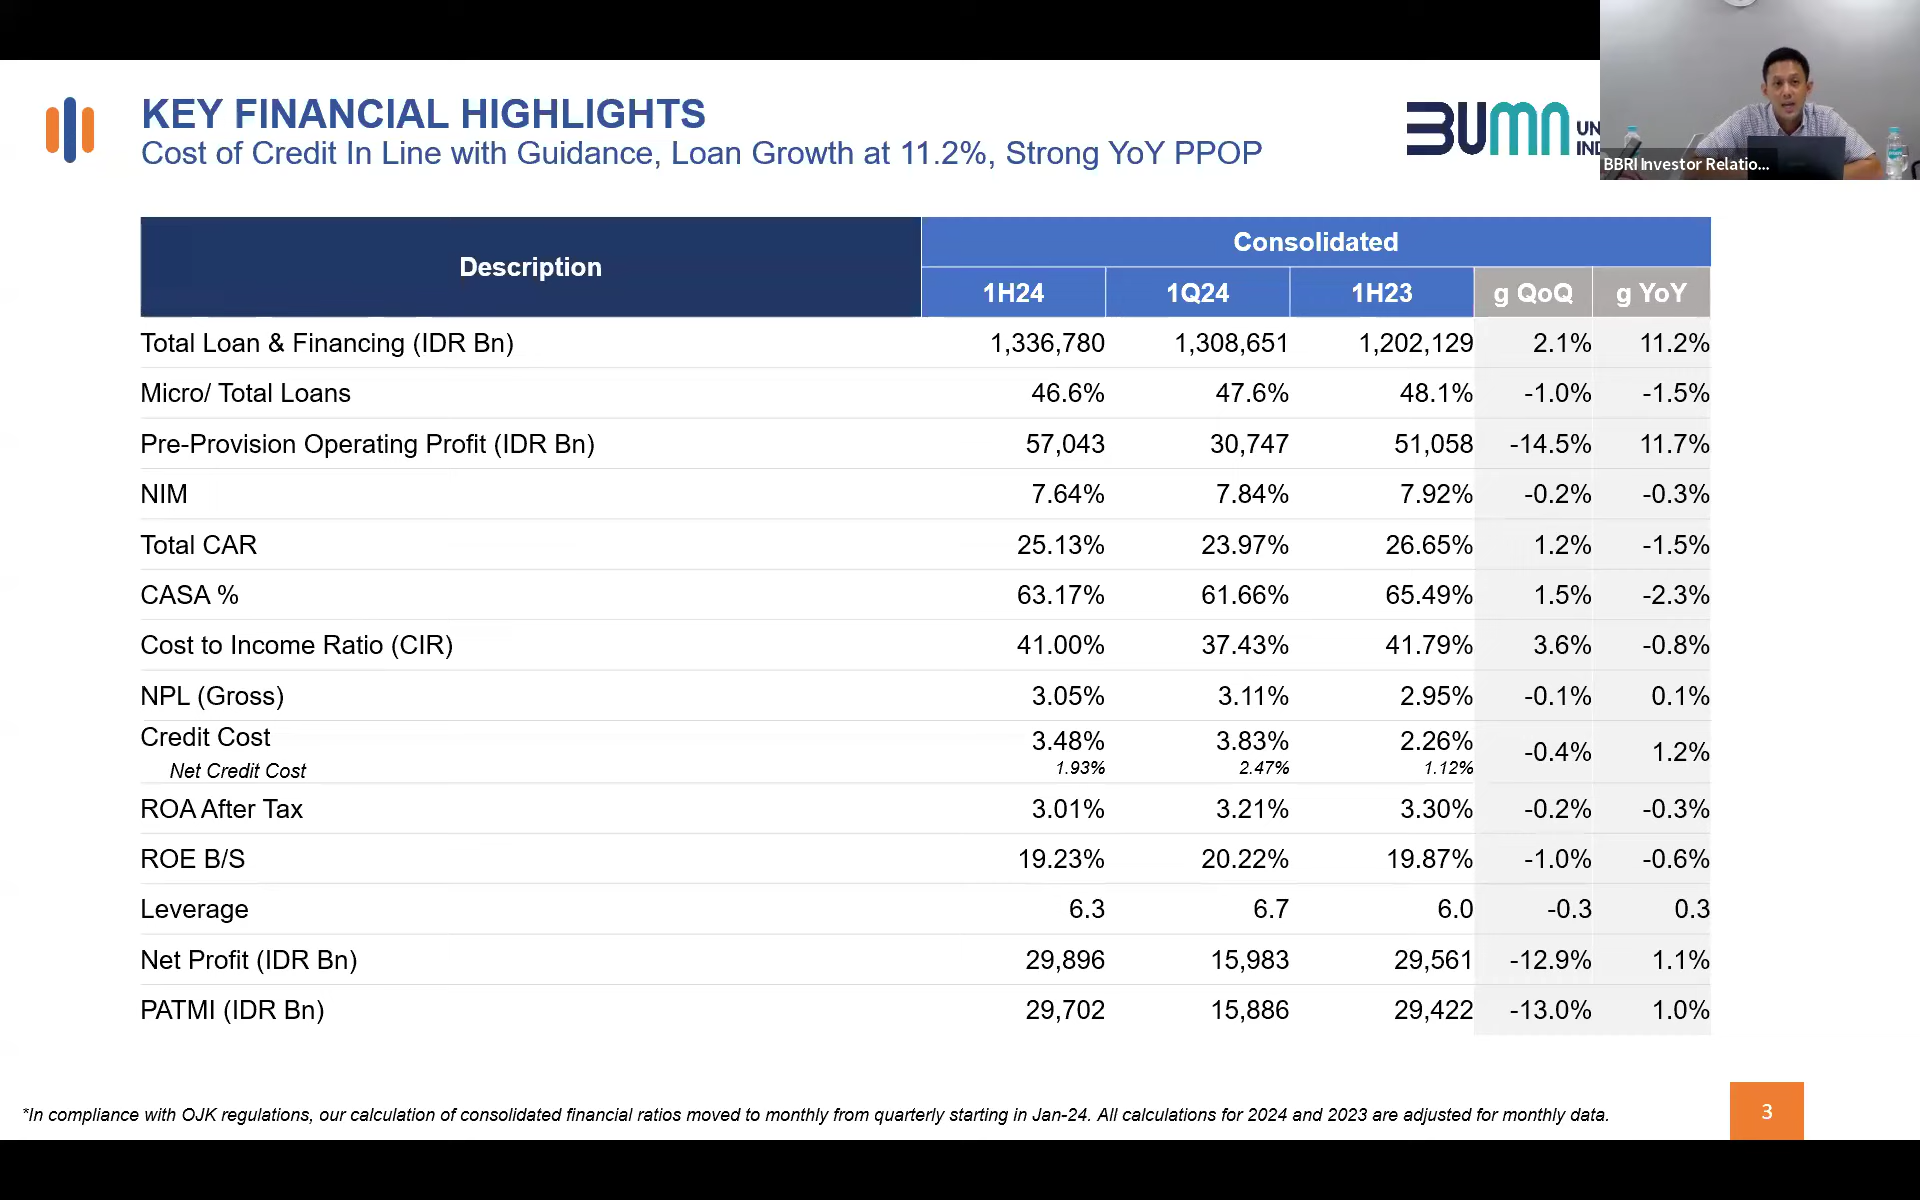 KEY FINANCIAL HIGHLIGHTS
Cost of Credit In Line with Guidance, Loan Growth at 11.2%, Strong YoY PPOP
BUMN
BBRI Investor Relatio...
Description Consolidated
1H24 1Q24 1H23 g QoQ g YoY
Total Loan & Financing (IDR Bn) 1,336,780 1,308,651 1,202,129 2.1% 11.2%
Micro/ Total Loans 46.6% 47.6% 48.1% -1.0% -1.5%
Pre-Provision Operating Profit (IDR Bn) 57,043 30,747 51,058 -14.5% 11.7%
NIM 7.64% 7.84% 7.92% -0.2% -0.3%
Total CAR 25.13% 23.97% 26.65% 1.2% -1.5%
CASA % 63.17% 61.66% 65.49% 1.5% -2.3%
Cost to Income Ratio (CIR) 41.00% 37.43% 41.79% 3.6% -0.8%
NPL (Gross) 3.05% 3.11% 2.95% -0.1% 0.1%
Credit Cost 3.48% 3.83% 2.26% -0.4% 1.2%
Net Credit Cost 1.93% 2.47% 1.12%
ROA After Tax 3.01% 3.21% 3.30% -0.2% -0.3%
ROE B/S 19.23% 20.22% 19.87% -1.0% -0.6%
Leverage 6.3 6.7 6.0 -0.3 0.3
Net Profit (IDR Bn) 29,896 15,983 29,561 -12.9% 1.1%
PATMI (IDR Bn) 29,702 15,886 29,422 -13.0% 1.0%
*In compliance with OJK regulations, our calculation of consolidated financial ratios moved to monthly from quarterly starting in Jan-24. All calculations for 2024 and 2023 are adjusted for monthly data.
3